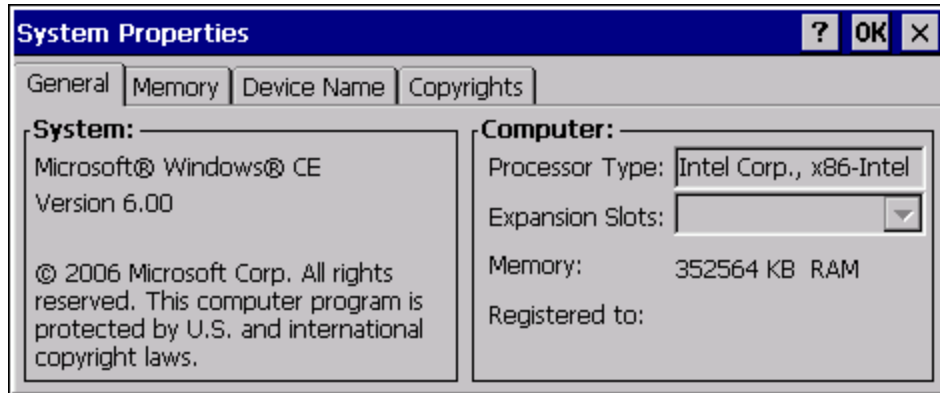 System Properties
? OK ×
General Memory Device Name Copyrights
System:
Microsoft® Windows® CE
Version 6.00
© 2006 Microsoft Corp. All rights
reserved. This computer program is
protected by U.S. and international
copyright laws.
Computer:
Processor Type: Intel Corp., x86-Intel
Expansion Slots:
Memory: 352564 KB RAM
Registered to: